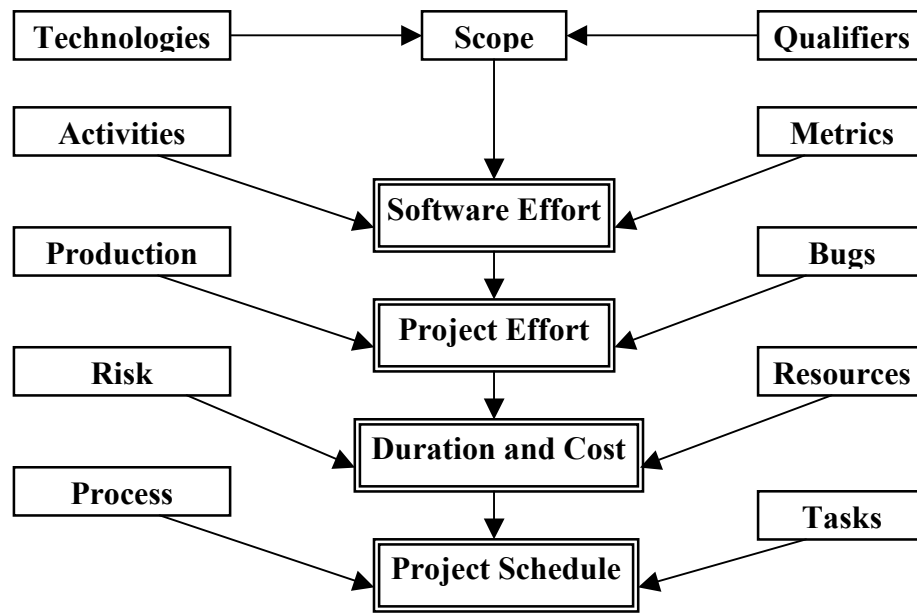 Technologies
Scope
Qualifiers
Activities
Metrics
Software Effort
Production
Bugs
Project Effort
Risk
Resources
Duration and Cost
Process
Tasks
Project Schedule